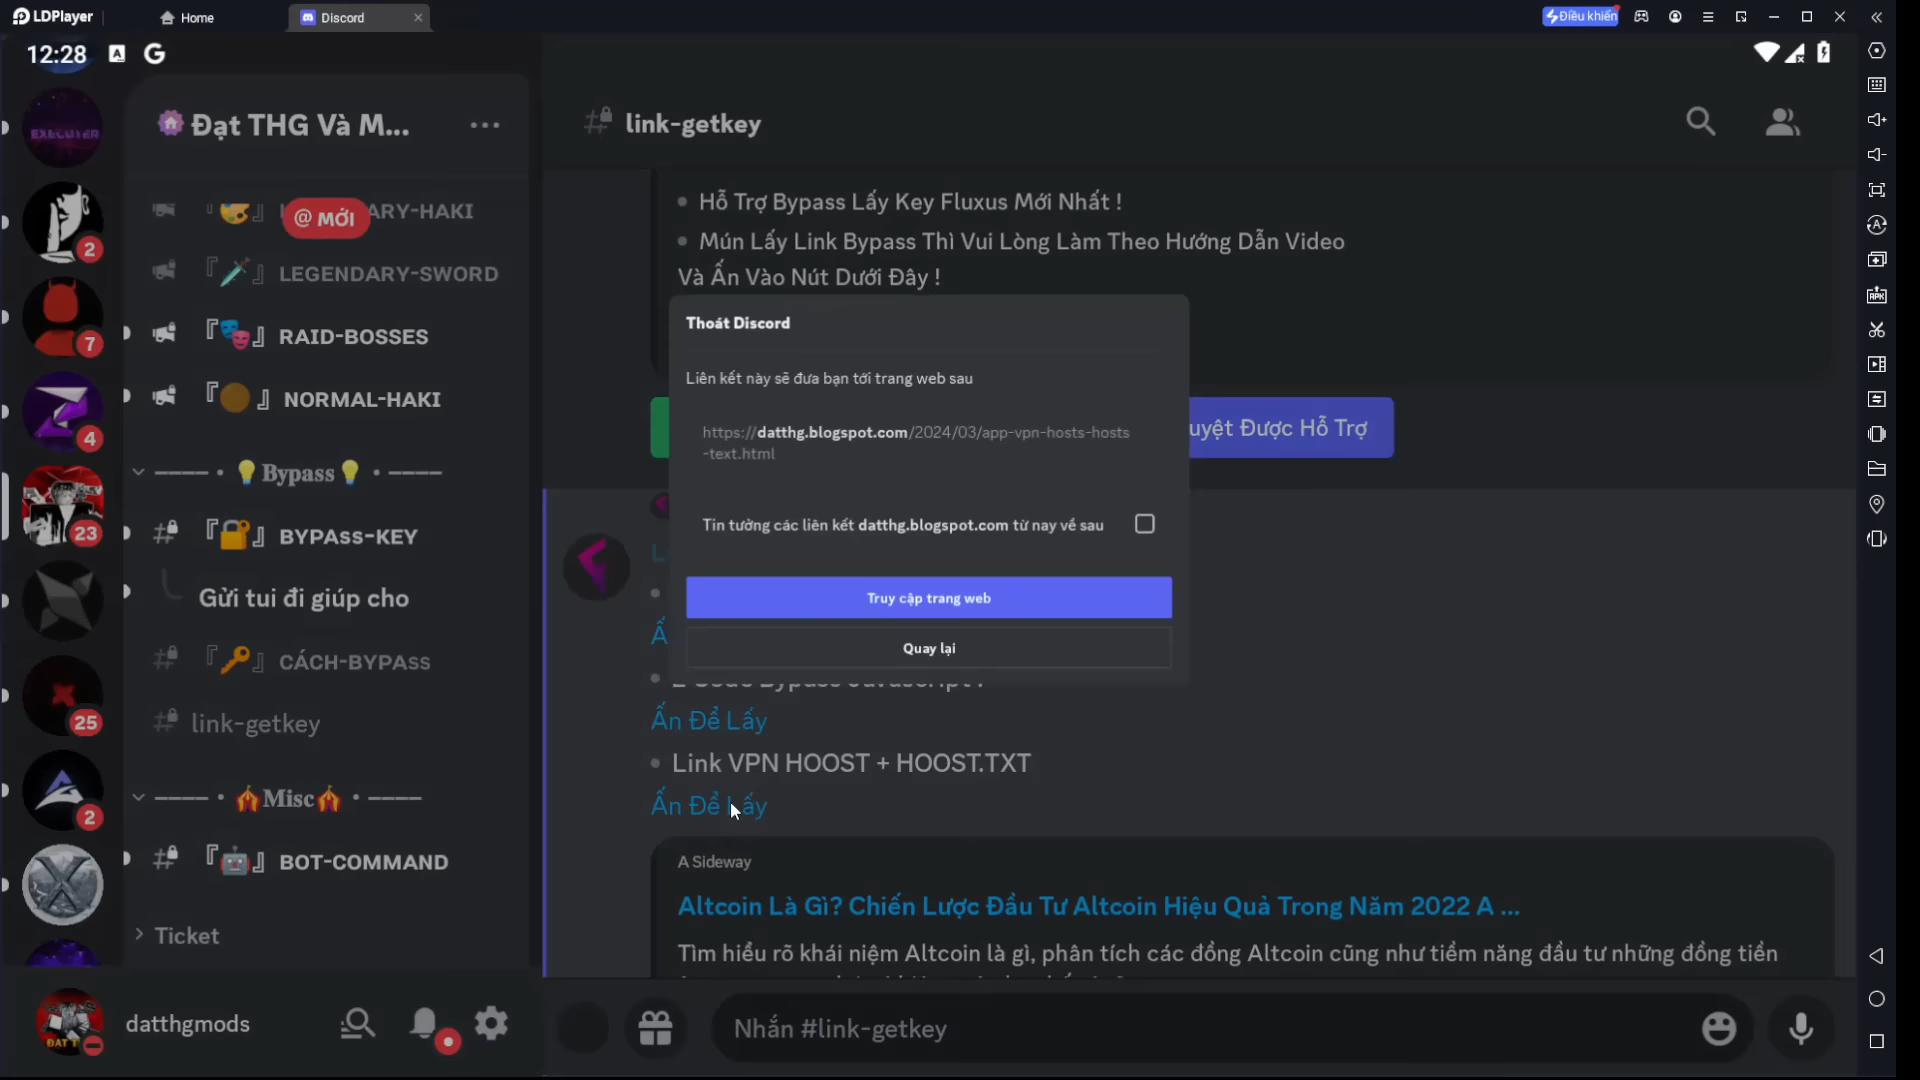 LDPlayer
Home
Discord
Điều khiển
12:28
EXECUTER
2
7
4
23
25
2
Đạt THG Và M...
@ MỚI
ARY-HAKI
LEGENDARY-SWORD
RAID-BOSSES
NORMAL-HAKI
Bypass
BYPASS-KEY
Gửi tui đi giúp cho
CÁCH-BYPASS
link-getkey
Misc
BOT-COMMAND
Ticket
datthgmods
link-getkey
Hỗ Trợ Bypass Lấy Key Fluxus Mới Nhất !
Mún Lấy Link Bypass Thì Vui Lòng Làm Theo Hướng Dẫn Video
Và Ấn Vào Nút Dưới Đây !
uyệt Được Hỗ Trợ
Thoát Discord
Liên kết này sẽ đưa bạn tới trang web sau
https://datthg.blogspot.com/2024/03/app-vpn-hosts-hosts
-text.html
Tin tưởng các liên kết datthg.blogspot.com từ nay về sau
Truy cập trang web
Quay lại
Ấn Để Lấy
Link VPN HOOST + HOOST.TXT
Ấn Để Lấy
A Sideway
Altcoin Là Gì? Chiến Lược Đầu Tư Altcoin Hiệu Quả Trong Năm 2022 A ...
Tìm hiểu rõ khái niệm Altcoin là gì, phân tích các đồng Altcoin cũng như tiềm năng đầu tư những đồng tiền
Nhắn #link-getkey